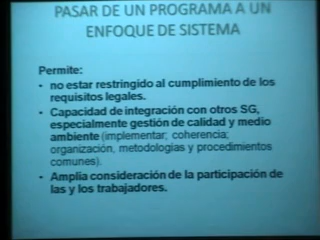 PASAR DE UN PROGRAMA A UN
ENFOQUE DE SISTEMA
Permite:
• no estar restringido al cumplimiento de los
requisitos legales.
• Capacidad de integración con otros SG,
especialmente gestión de calidad y medio
ambiente (implementar; coherencia;
organización, metodologías y procedimientos
comunes).
• Amplia consideración de la participación de
las y los trabajadores.